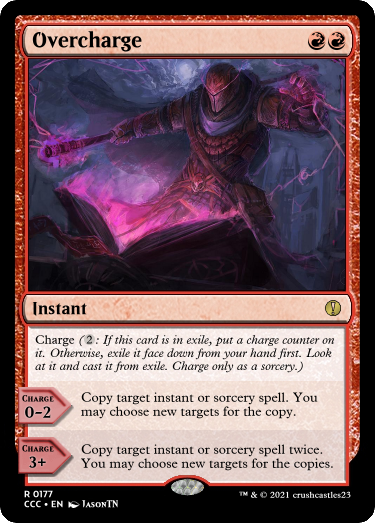 Overcharge
Instant
Charge (2: If this card is in exile, put a charge counter on
it. Otherwise, exile it face down from your hand first. Look
at it and cast it from exile. Charge only as a sorcery.)
CHARGE
0-2
Copy target instant or sorcery spell. You
may choose new targets for the copy.
CHARGE
3+
Copy target instant or sorcery spell twice.
You may choose new targets for the copies.
R 0177
CCC • EN JASONTN
™ & © 2021 crushcastles23